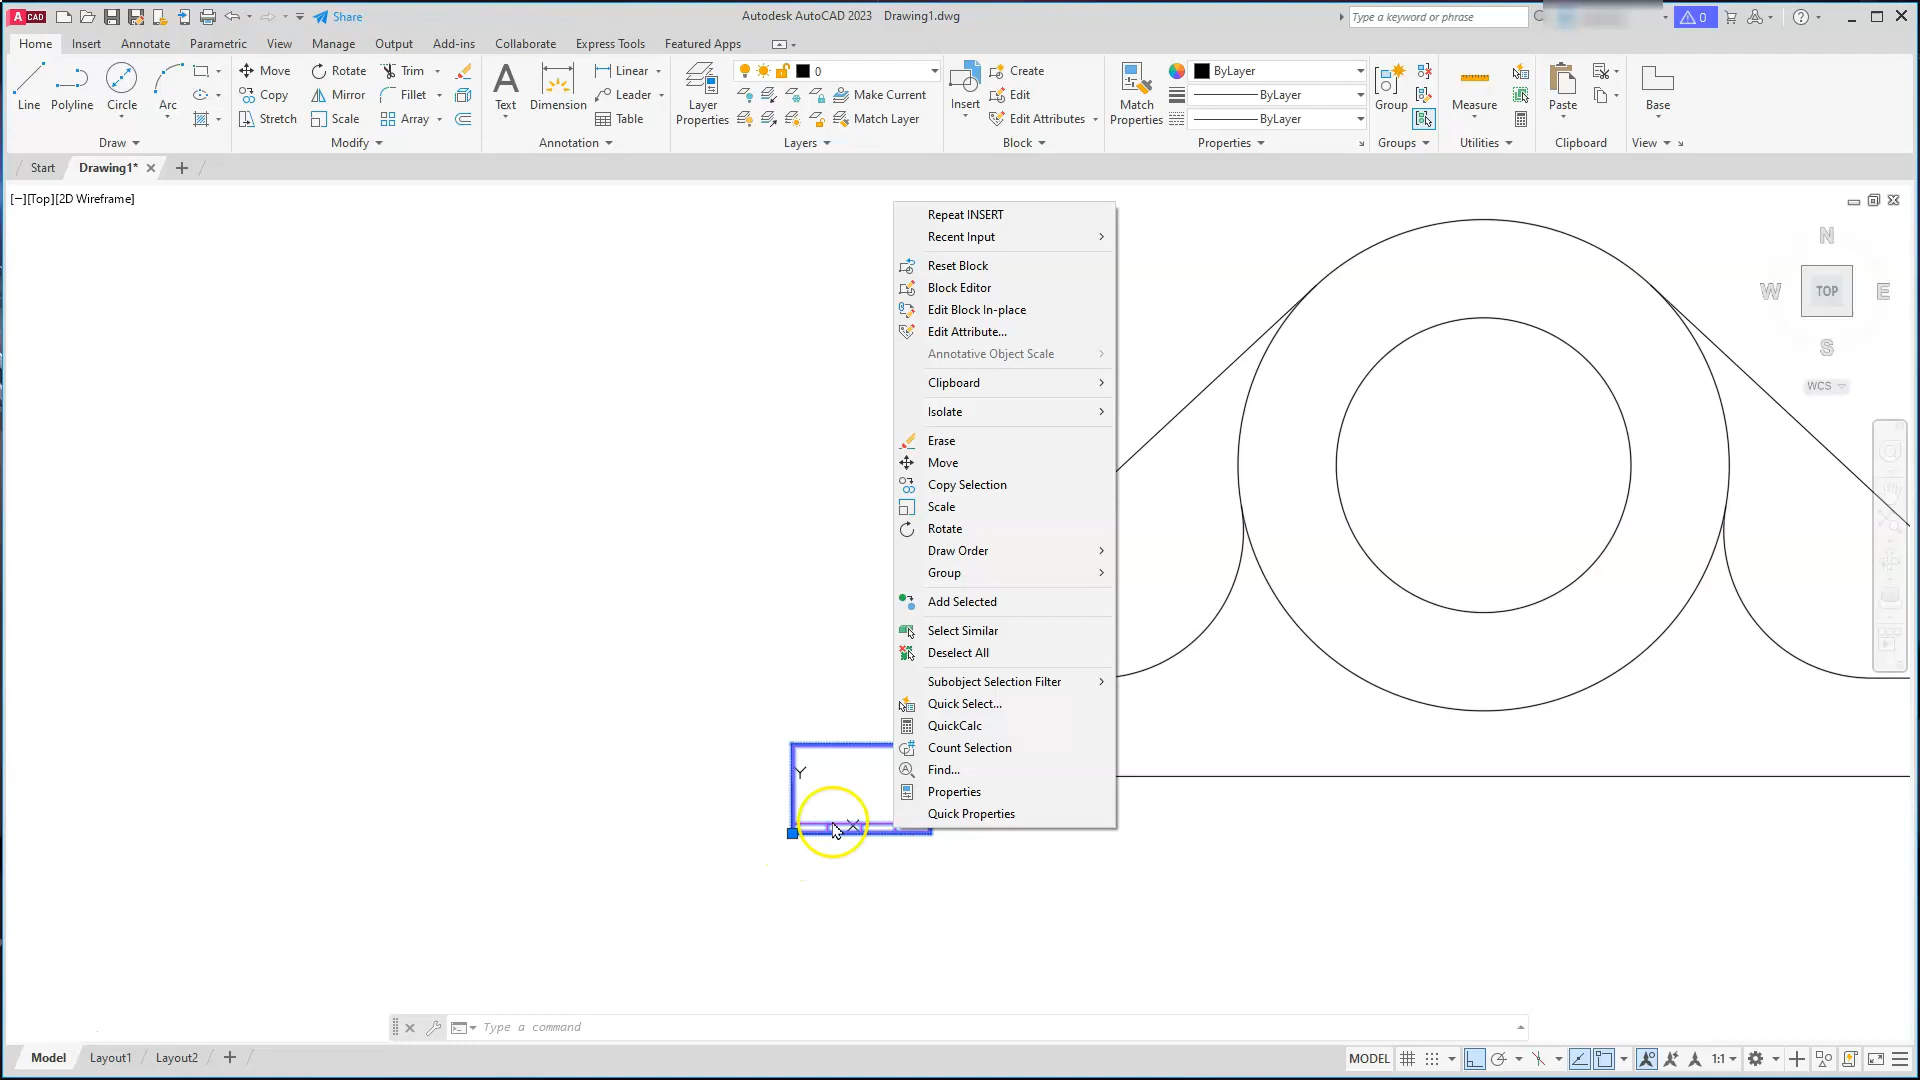 A CAD
Share
Autodesk AutoCAD 2023 Drawing1.dwg
Type a keyword or phrase
0
Home Insert Annotate Parametric View Manage Output Add-ins Collaborate Express Tools Featured Apps
Line
Polyline
Circle
Arc
Draw
Move
Copy
Stretch
Rotate
Mirror
Scale
Trim
Fillet
Array
Modify
Text
Dimension
Linear
Leader
Table
Annotation
Layer
Properties
0
Make Current
Match Layer
Layers
Insert
Create
Edit
Edit Attributes
Block
Match
Properties
ByLayer
ByLayer
ByLayer
Properties
Group
Groups
Measure
Utilities
Paste
Clipboard
Base
View
Start
Drawing1*
[−][Top][2D Wireframe]
N
W
TOP
E
S
WCS
Repeat INSERT
Recent Input
Reset Block
Block Editor
Edit Block In-place
Edit Attribute...
Annotative Object Scale
Clipboard
Isolate
Erase
Move
Copy Selection
Scale
Rotate
Draw Order
Group
Add Selected
Select Similar
Deselect All
Subobject Selection Filter
Quick Select...
QuickCalc
Count Selection
Find...
Properties
Quick Properties
Y
X
Type a command
Model Layout1 Layout2
MODEL
1:1